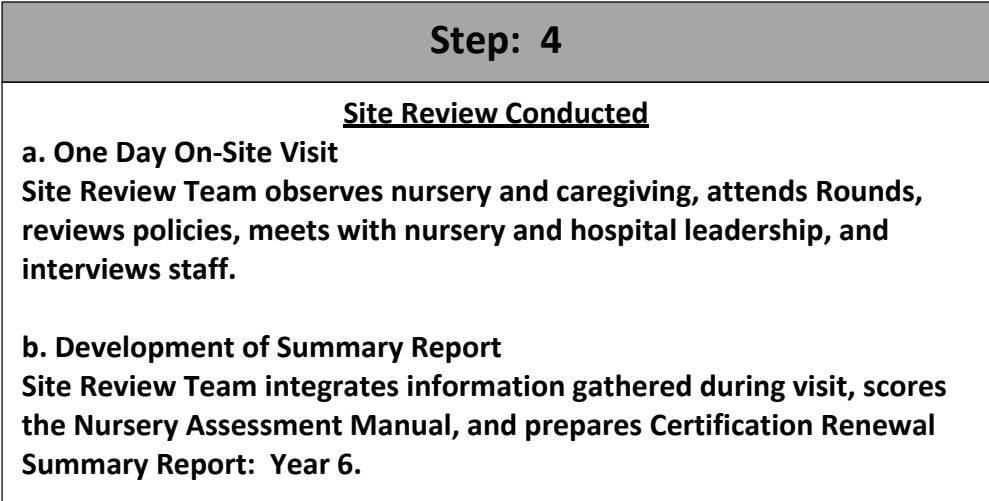 Step: 4
Site Review Conducted
a. One Day On-Site Visit
Site Review Team observes nursery and caregiving, attends Rounds,
reviews policies, meets with nursery and hospital leadership, and
interviews staff.
b. Development of Summary Report
Site Review Team integrates information gathered during visit, scores
the Nursery Assessment Manual, and prepares Certification Renewal
Summary Report: Year 6.